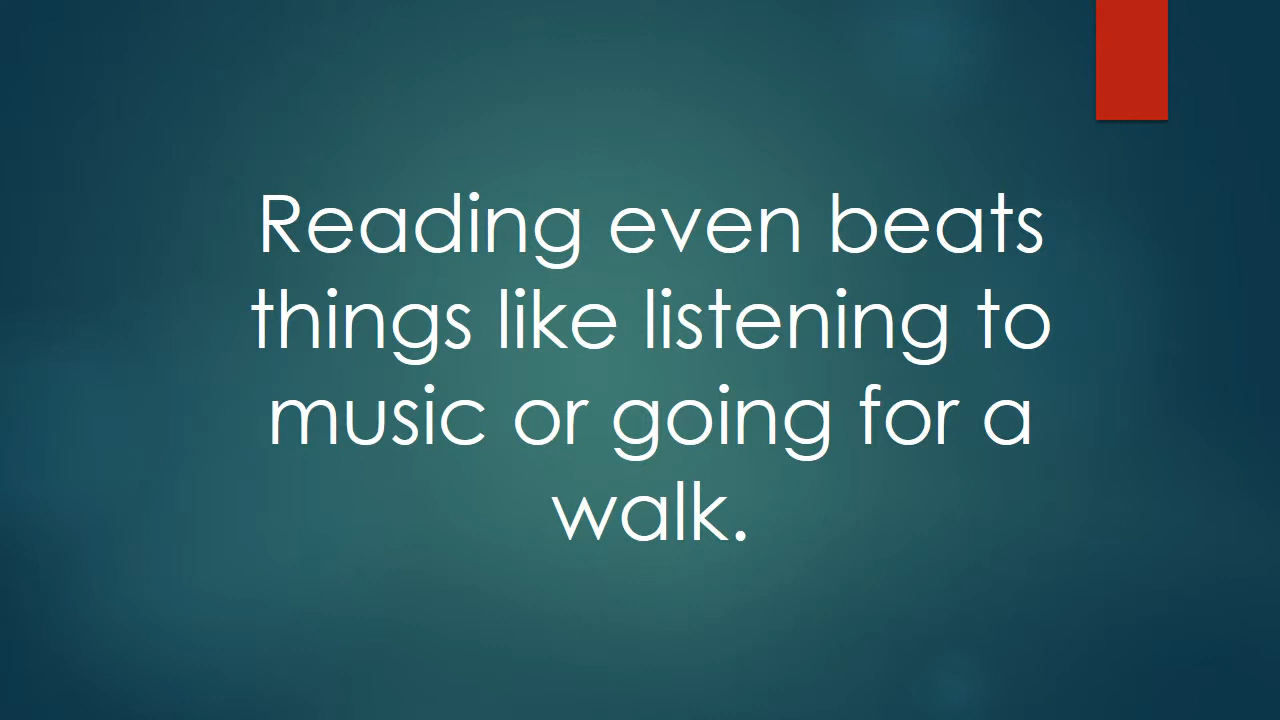 Reading even beats
things like listening to
music or going for a
walk.